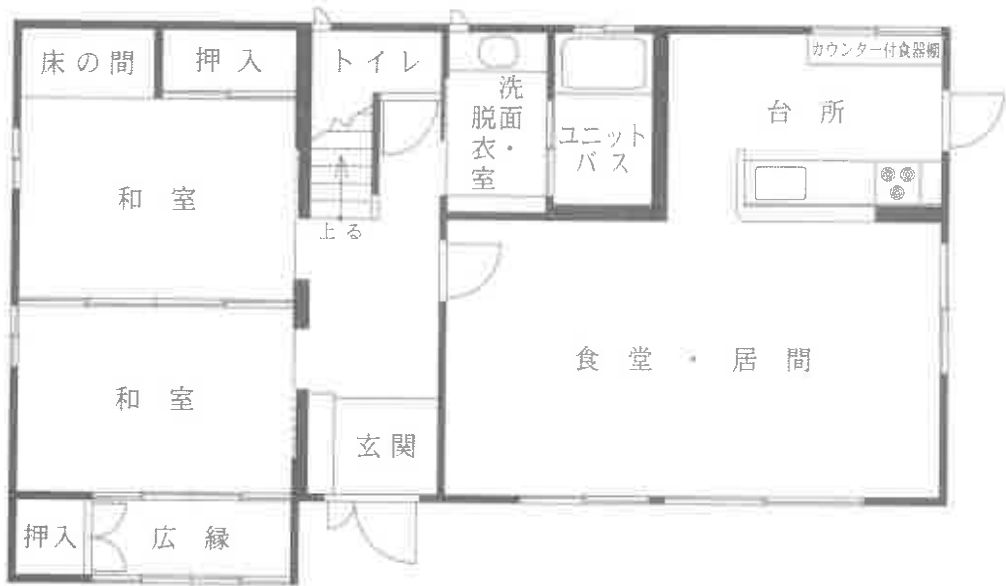 床の間
押入
トイレ
洗面・
脱衣室
ユニット
バス
カウンター付食器棚
台所
和室
上る
食堂・居間
和室
玄関
押入
広縁